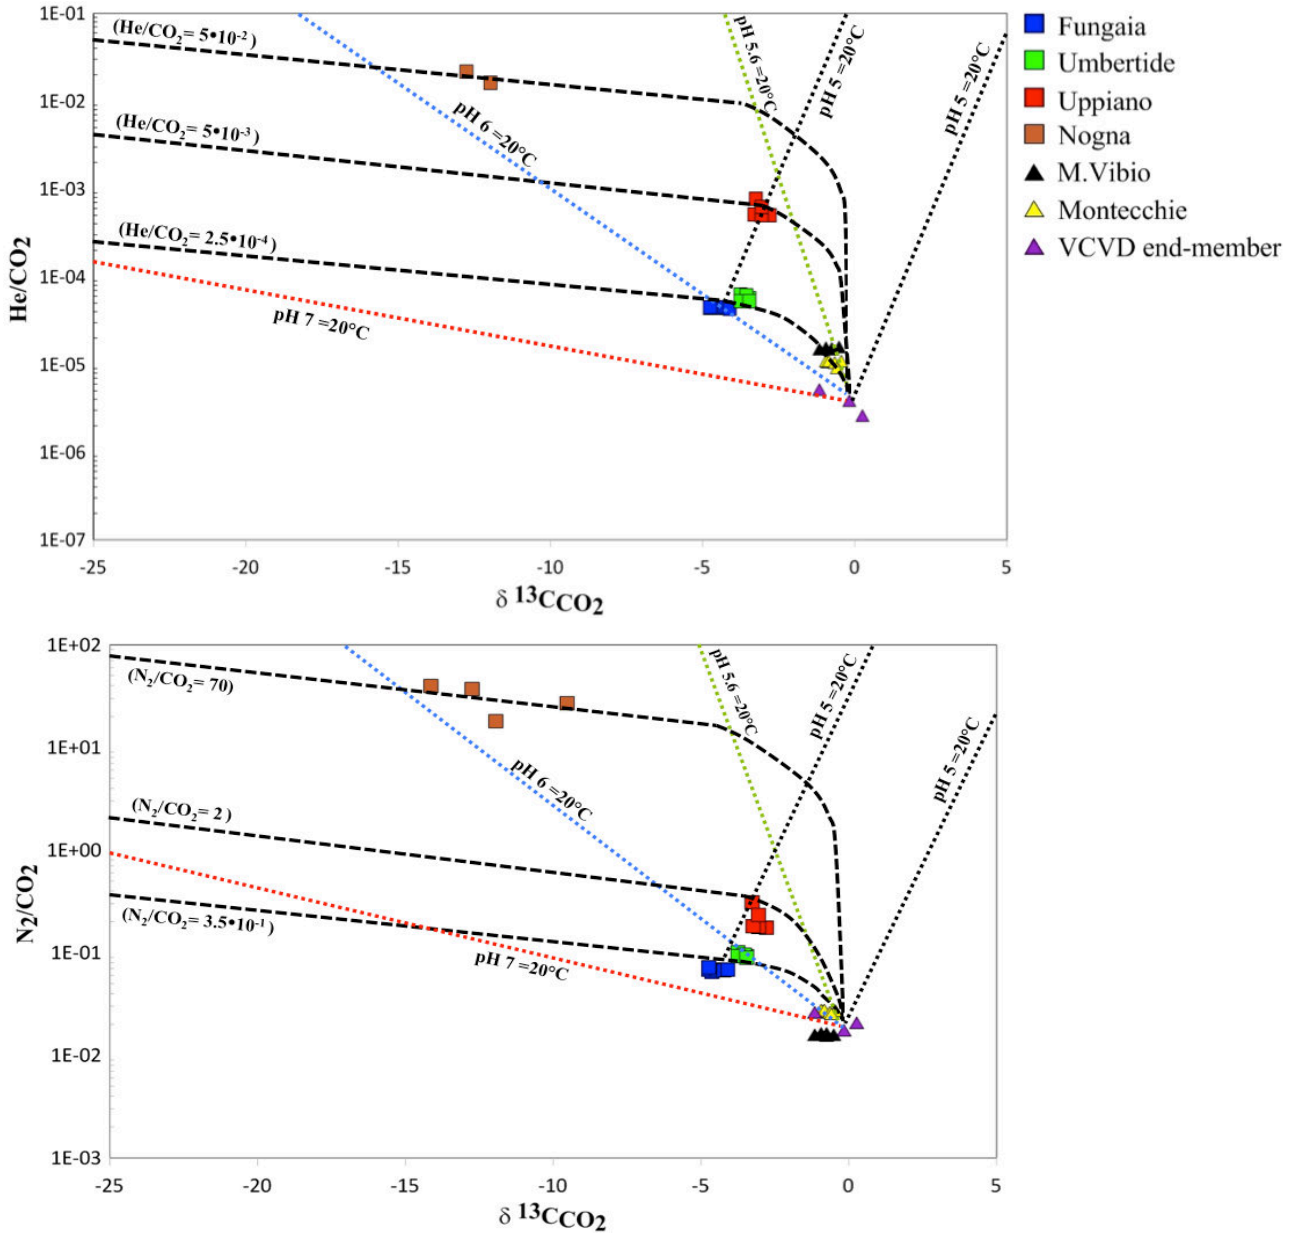 1E-01
1E-02
1E-03
1E-04
1E-05
1E-06
1E-07
He/CO2
(He/CO2= 5•10-2)
(He/CO2= 5•10-3)
(He/CO2= 2.5•10-4)
pH 7 =20°C
pH 6 =20°C
pH 5.6 =20°C
pH 5 =20°C
pH 5 =20°C
-25 -20 -15 -10 -5 0 5
δ 13CCO2
Fungaia
Umbertide
Uppiano
Nogna
M.Vibio
Montecchie
VCVD end-member
1E+02
1E+01
1E+00
1E-01
1E-02
1E-03
N2/CO2
(N2/CO2= 70)
(N2/CO2= 2 )
(N2/CO2= 3.5•10-1)
pH 7 =20°C
pH 6 =20°C
pH 5.6 =20°C
pH 5 =20°C
pH 5 =20°C
-25 -20 -15 -10 -5 0 5
δ 13CCO2